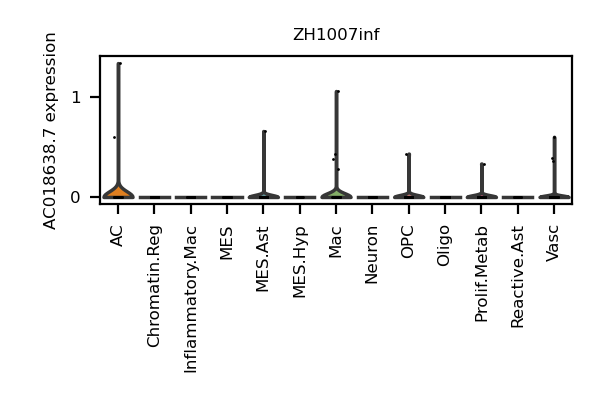 ZH1007inf
AC018638.7 expression
1
0
AC
Chromatin.Reg
Inflammatory.Mac
MES
MES.Ast
MES.Hyp
Mac
Neuron
OPC
Oligo
Prolif.Metab
Reactive.Ast
Vasc